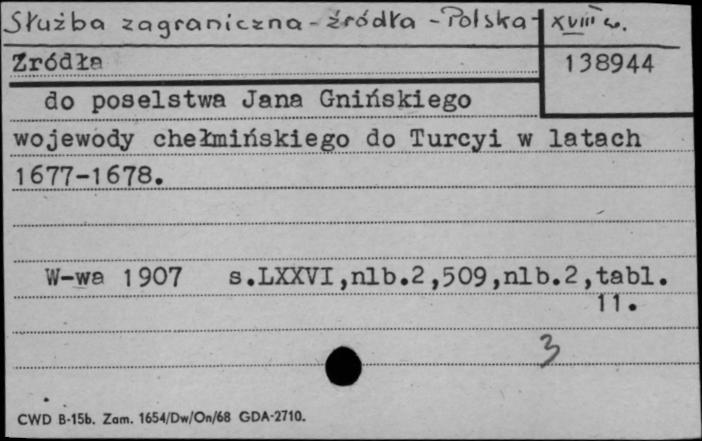 Służba zagraniczna - źródła - Polska - XVIII w.
Źródła
138944
do poselstwa Jana Gnińskiego
wojewody chełmińskiego do Turcyi w latach
1677-1678.
W-wa 1907 s.LXXVI,nlb.2,509,nlb.2,tabl.
11.
3
CWD B-15b. Zam. 1654/Dw/On/68 GDA-2710.